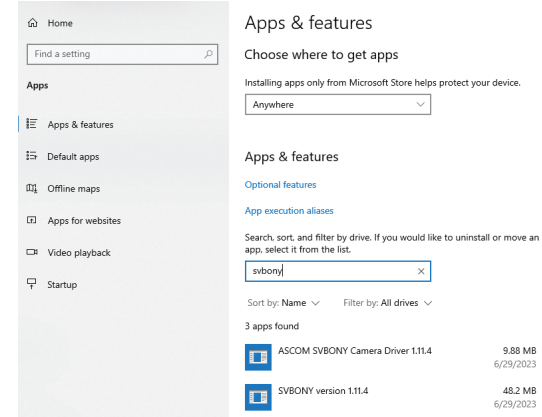 Home
Find a setting
Apps
Apps & features
Default apps
Offline maps
Apps for websites
Video playback
Startup
Apps & features
Choose where to get apps
Installing apps only from Microsoft Store helps protect your device.
Anywhere
Apps & features
Optional features
App execution aliases
Search, sort, and filter by drive. If you would like to uninstall or move an
app, select it from the list.
svbony
Sort by: Name Filter by: All drives
3 apps found
ASCOM SVBONY Camera Driver 1.11.4 9.88 MB
6/29/2023
SVBONY version 1.11.4 48.2 MB
6/29/2023